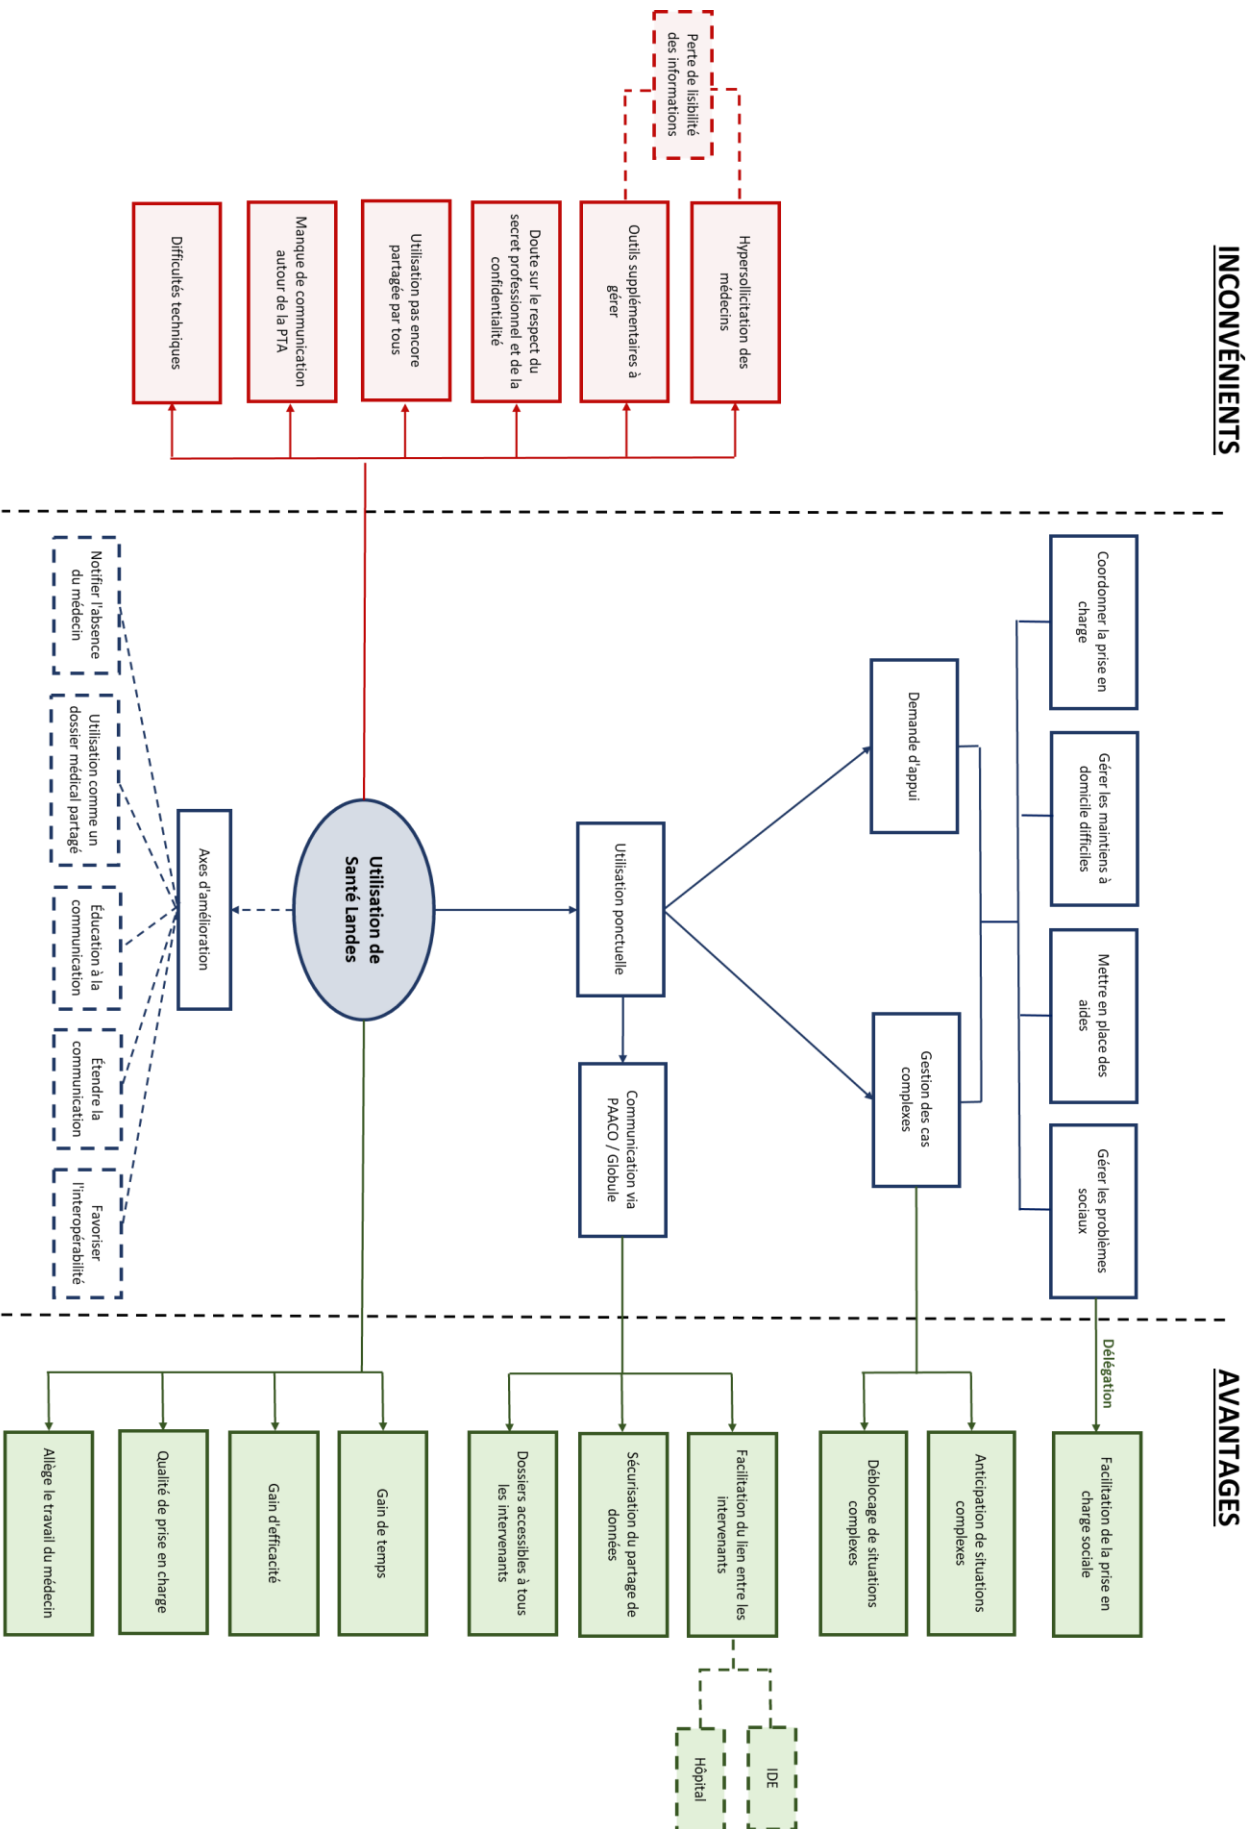 INCONVÉNIENTS
AVANTAGES
Perte de lisibilité
des informations
Hypersollicitation des
médecins
Outils supplémentaires à
gérer
Doute sur le respect du
secret professionnel et de la
confidentialité
Utilisation pas encore
partagée par tous
Manque de communication
autour de la PTA
Difficultés techniques
Coordonner la prise en
charge
Gérer les maintiens à
domicile difficiles
Mettre en place des
aides
Gérer les problèmes
sociaux
Demande d'appui
Gestion des cas
complexes
Utilisation ponctuelle
Communication via
PAACO / Globule
Utilisation de
Santé Landes
Axes d'amélioration
Notifier l'absence
du médecin
Utilisation comme un
dossier médical partagé
Éducation à la
communication
Étendre la
communication
Favoriser
l'interopérabilité
Délégation
Facilitation de la prise en
charge sociale
Anticipation de situations
complexes
Déblocage de situations
complexes
Facilitation du lien entre les
intervenants
Sécurisation du partage de
données
Dossiers accessibles à tous
les intervenants
Gain de temps
Gain d'efficacité
Qualité de prise en charge
Allège le travail du médecin
IDE
Hôpital